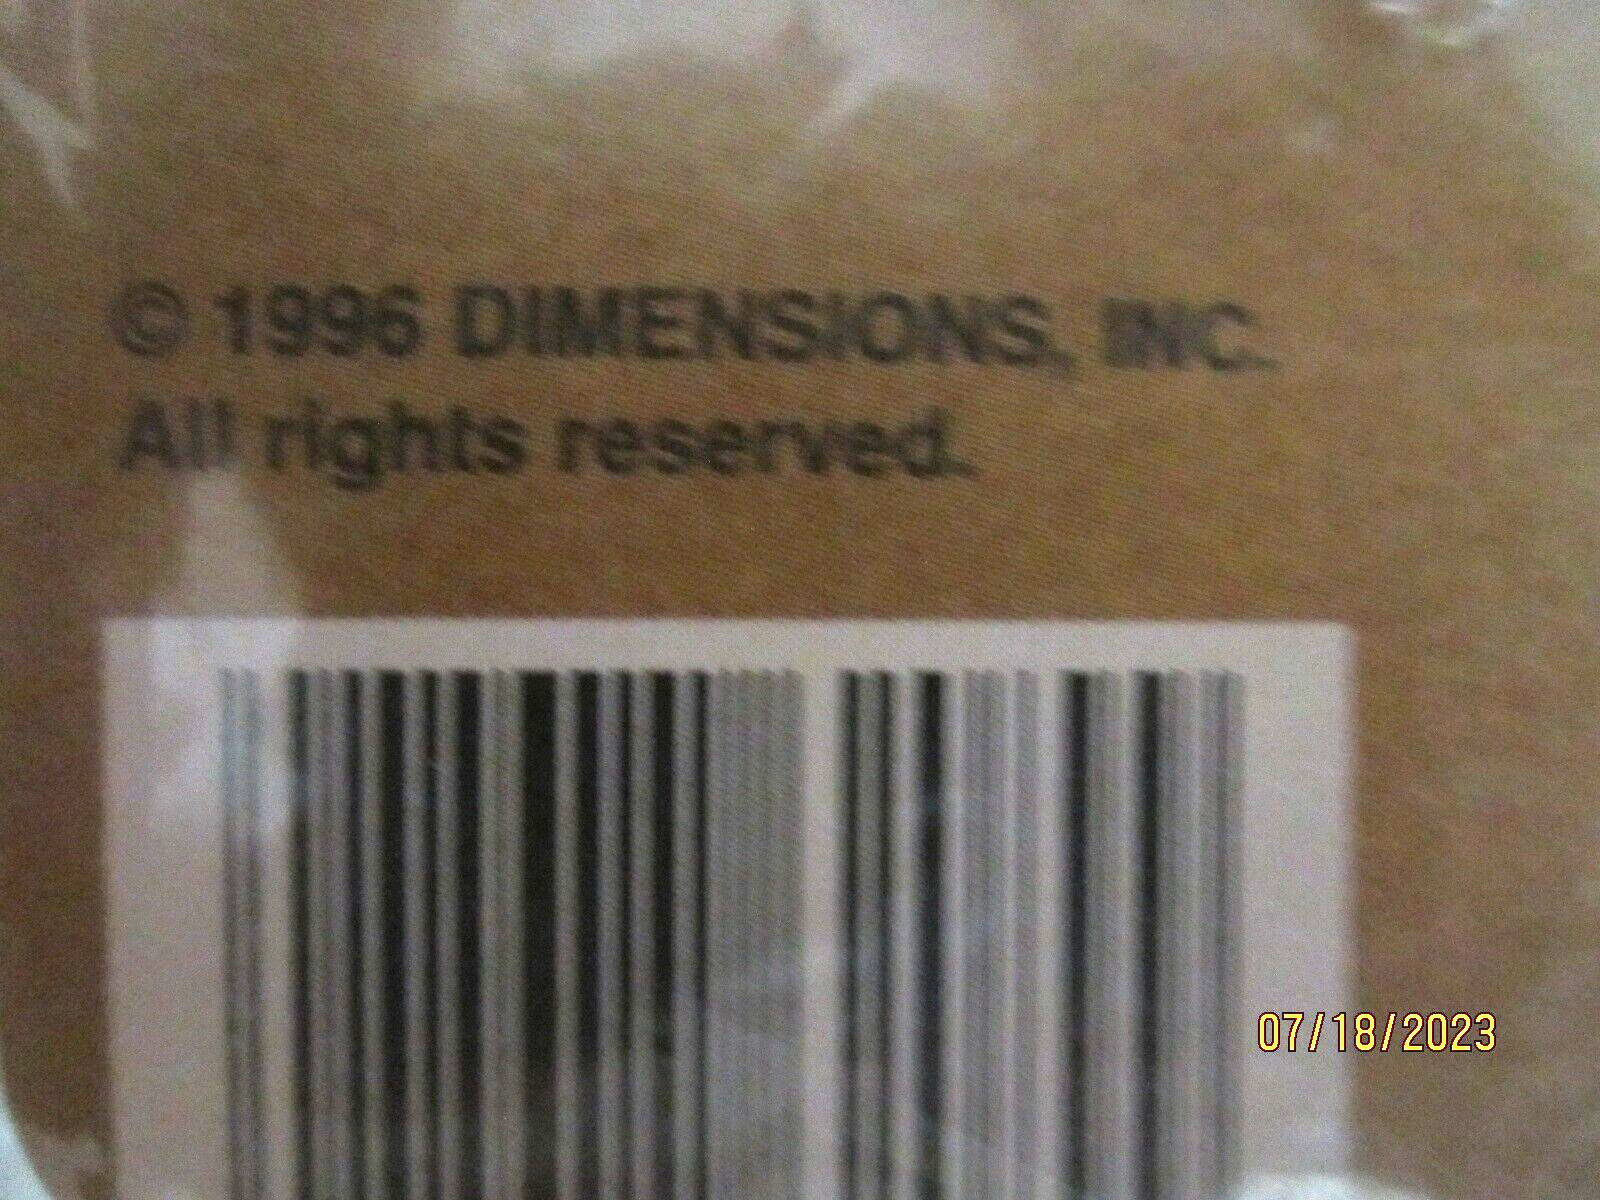 © 1996 DIMENSIONS, INC.
All rights reserved.
07/18/2023